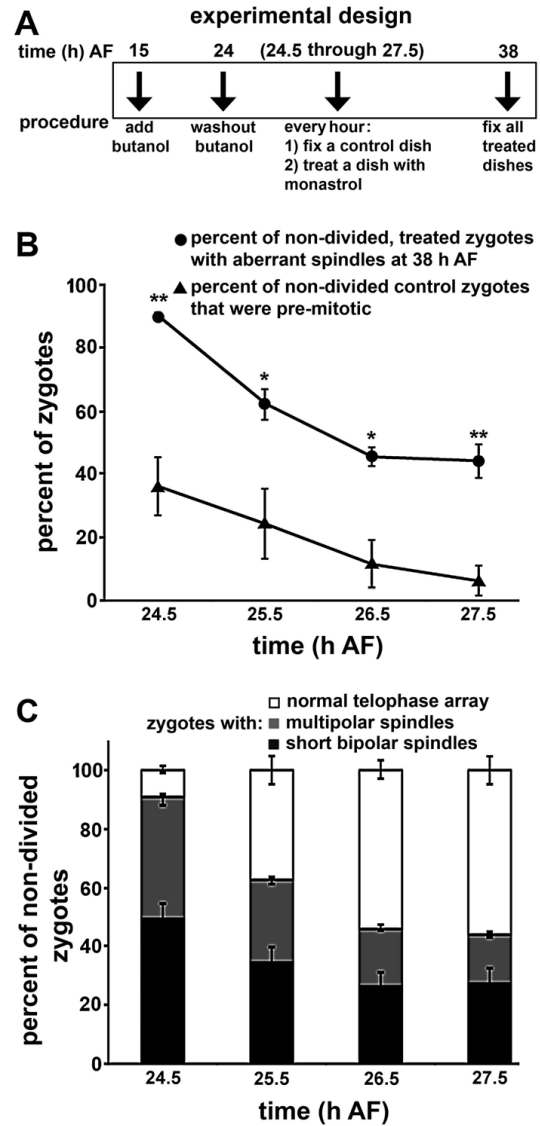 A
experimental design
time (h) AF 15 24 (24.5 through 27.5) 38
procedure
add
butanol
washout
butanol
every hour:
1) fix a control dish
2) treat a dish with
monastrol
fix all
treated
dishes
B
percent of non-divided, treated zygotes
with aberrant spindles at 38 h AF
percent of non-divided control zygotes
that were pre-mitotic
percent of zygotes
100
80
60
40
20
0
**
*
*
**
24.5 25.5 26.5 27.5
time (h AF)
C
zygotes with:
normal telophase array
multipolar spindles
short bipolar spindles
percent of non-divided
zygotes
100
80
60
40
20
0
24.5 25.5 26.5 27.5
time (h AF)